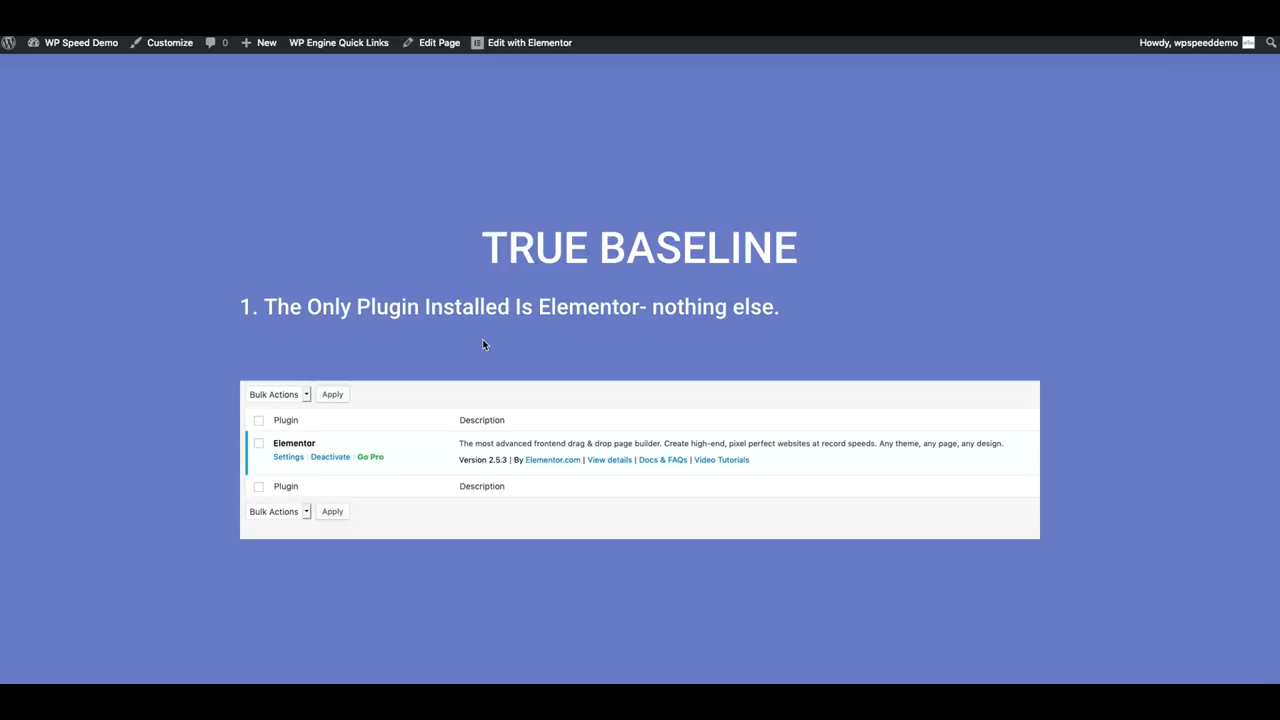 WP Speed Demo Customize 0 New WP Engine Quick Links Edit Page Edit with Elementor Howdy, wpspeeddemo
TRUE BASELINE
1. The Only Plugin Installed Is Elementor- nothing else.
Bulk Actions Apply
Plugin Description
Elementor The most advanced frontend drag & drop page builder. Create high-end, pixel perfect websites at record speeds. Any theme, any page, any design.
Settings | Deactivate | Go Pro Version 2.5.3 | By Elementor.com | View details | Docs & FAQs | Video Tutorials
Plugin Description
Bulk Actions Apply